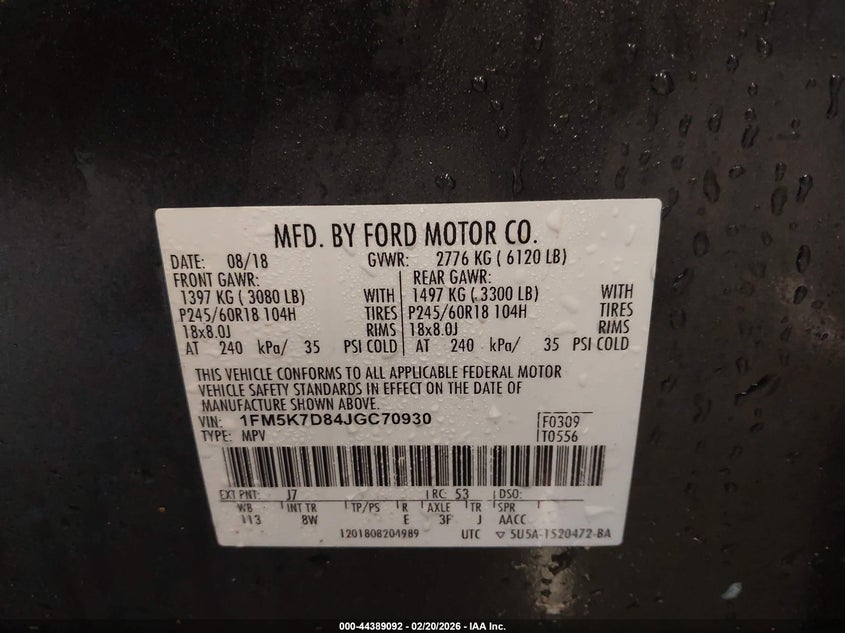 MFD. BY FORD MOTOR CO.
DATE: 08/18 GVWR: 2776 KG ( 6120 LB)
FRONT GAWR: REAR GAWR:
1397 KG ( 3080 LB) WITH 1497 KG ( 3300 LB) WITH
P245/60R18 104H TIRES P245/60R18 104H TIRES
18x8.0J RIMS 18x8.0J RIMS
AT 240 kPa/ 35 PSI COLD AT 240 kPa/ 35 PSI COLD
THIS VEHICLE CONFORMS TO ALL APPLICABLE FEDERAL MOTOR
VEHICLE SAFETY STANDARDS IN EFFECT ON THE DATE OF
MANUFACTURE SHOWN ABOVE.
VIN: 1FM5K7D84JGC70930 F0309
TYPE: MPV T0556
EXT PNT: J7 RC: 53 DSO:
WB INT TR TP/PS R AXLE TR SPR
113 8W E 3F J AACC
1201808204989 UTC ▽ 5U5A-1520472-BA
000-44389092 - 02/20/2026 - IAA Inc.